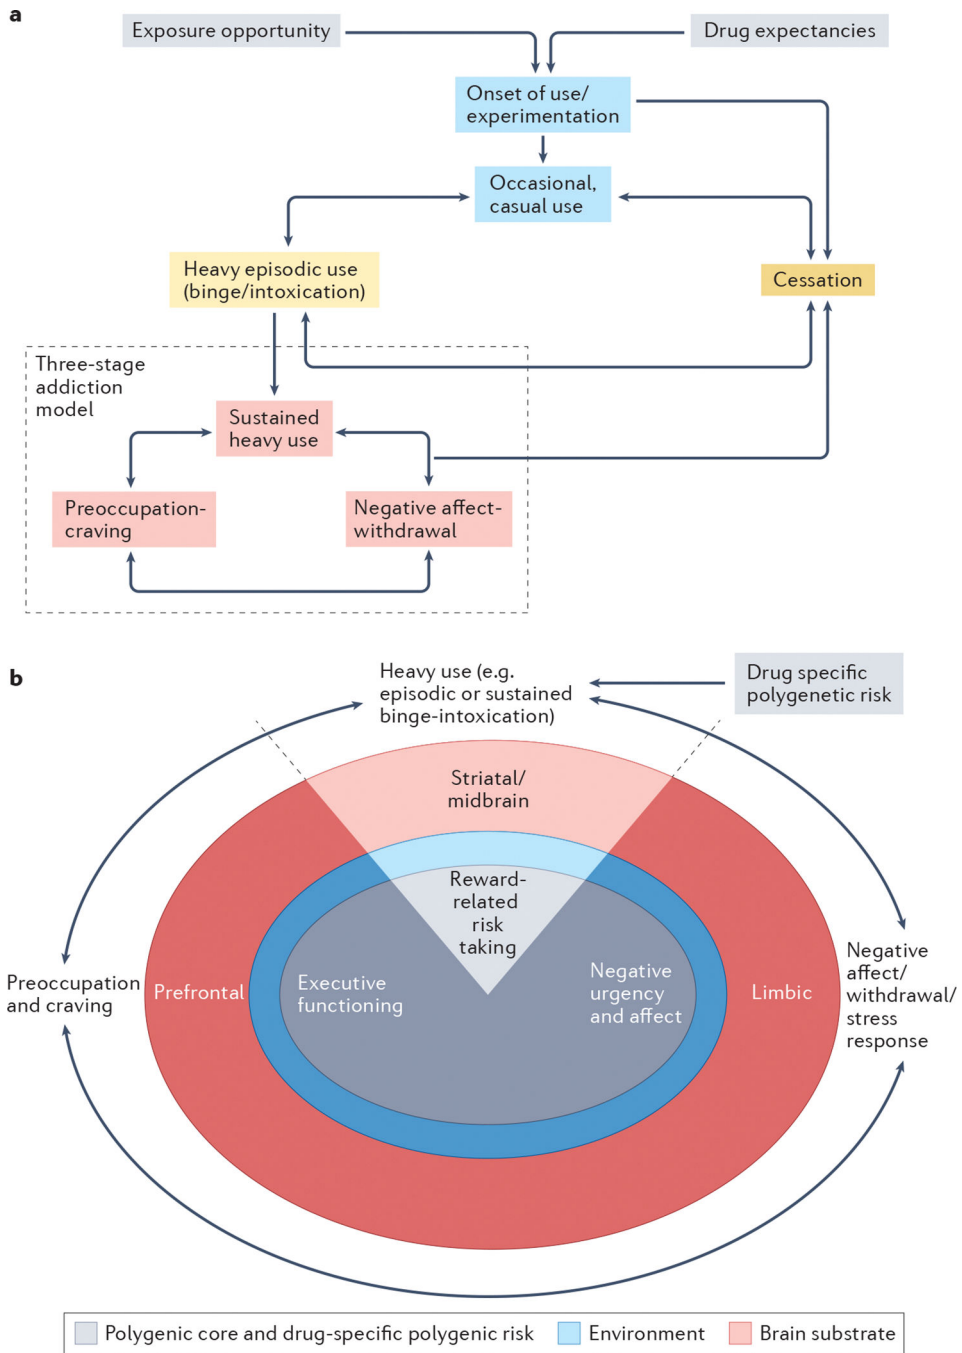 a
Exposure opportunity
Drug expectancies
Onset of use/
experimentation
Occasional,
casual use
Heavy episodic use
(binge/intoxication)
Cessation
Three-stage
addiction
model
Sustained
heavy use
Preoccupation-
craving
Negative affect-
withdrawal
b
Heavy use (e.g.
episodic or sustained
binge-intoxication)
Drug specific
polygenetic risk
Striatal/
midbrain
Reward-
related
risk
taking
Preoccupation
and craving
Prefrontal
Executive
functioning
Negative
urgency
and affect
Limbic
Negative
affect/
withdrawal/
stress
response
Polygenic core and drug-specific polygenic risk
Environment
Brain substrate